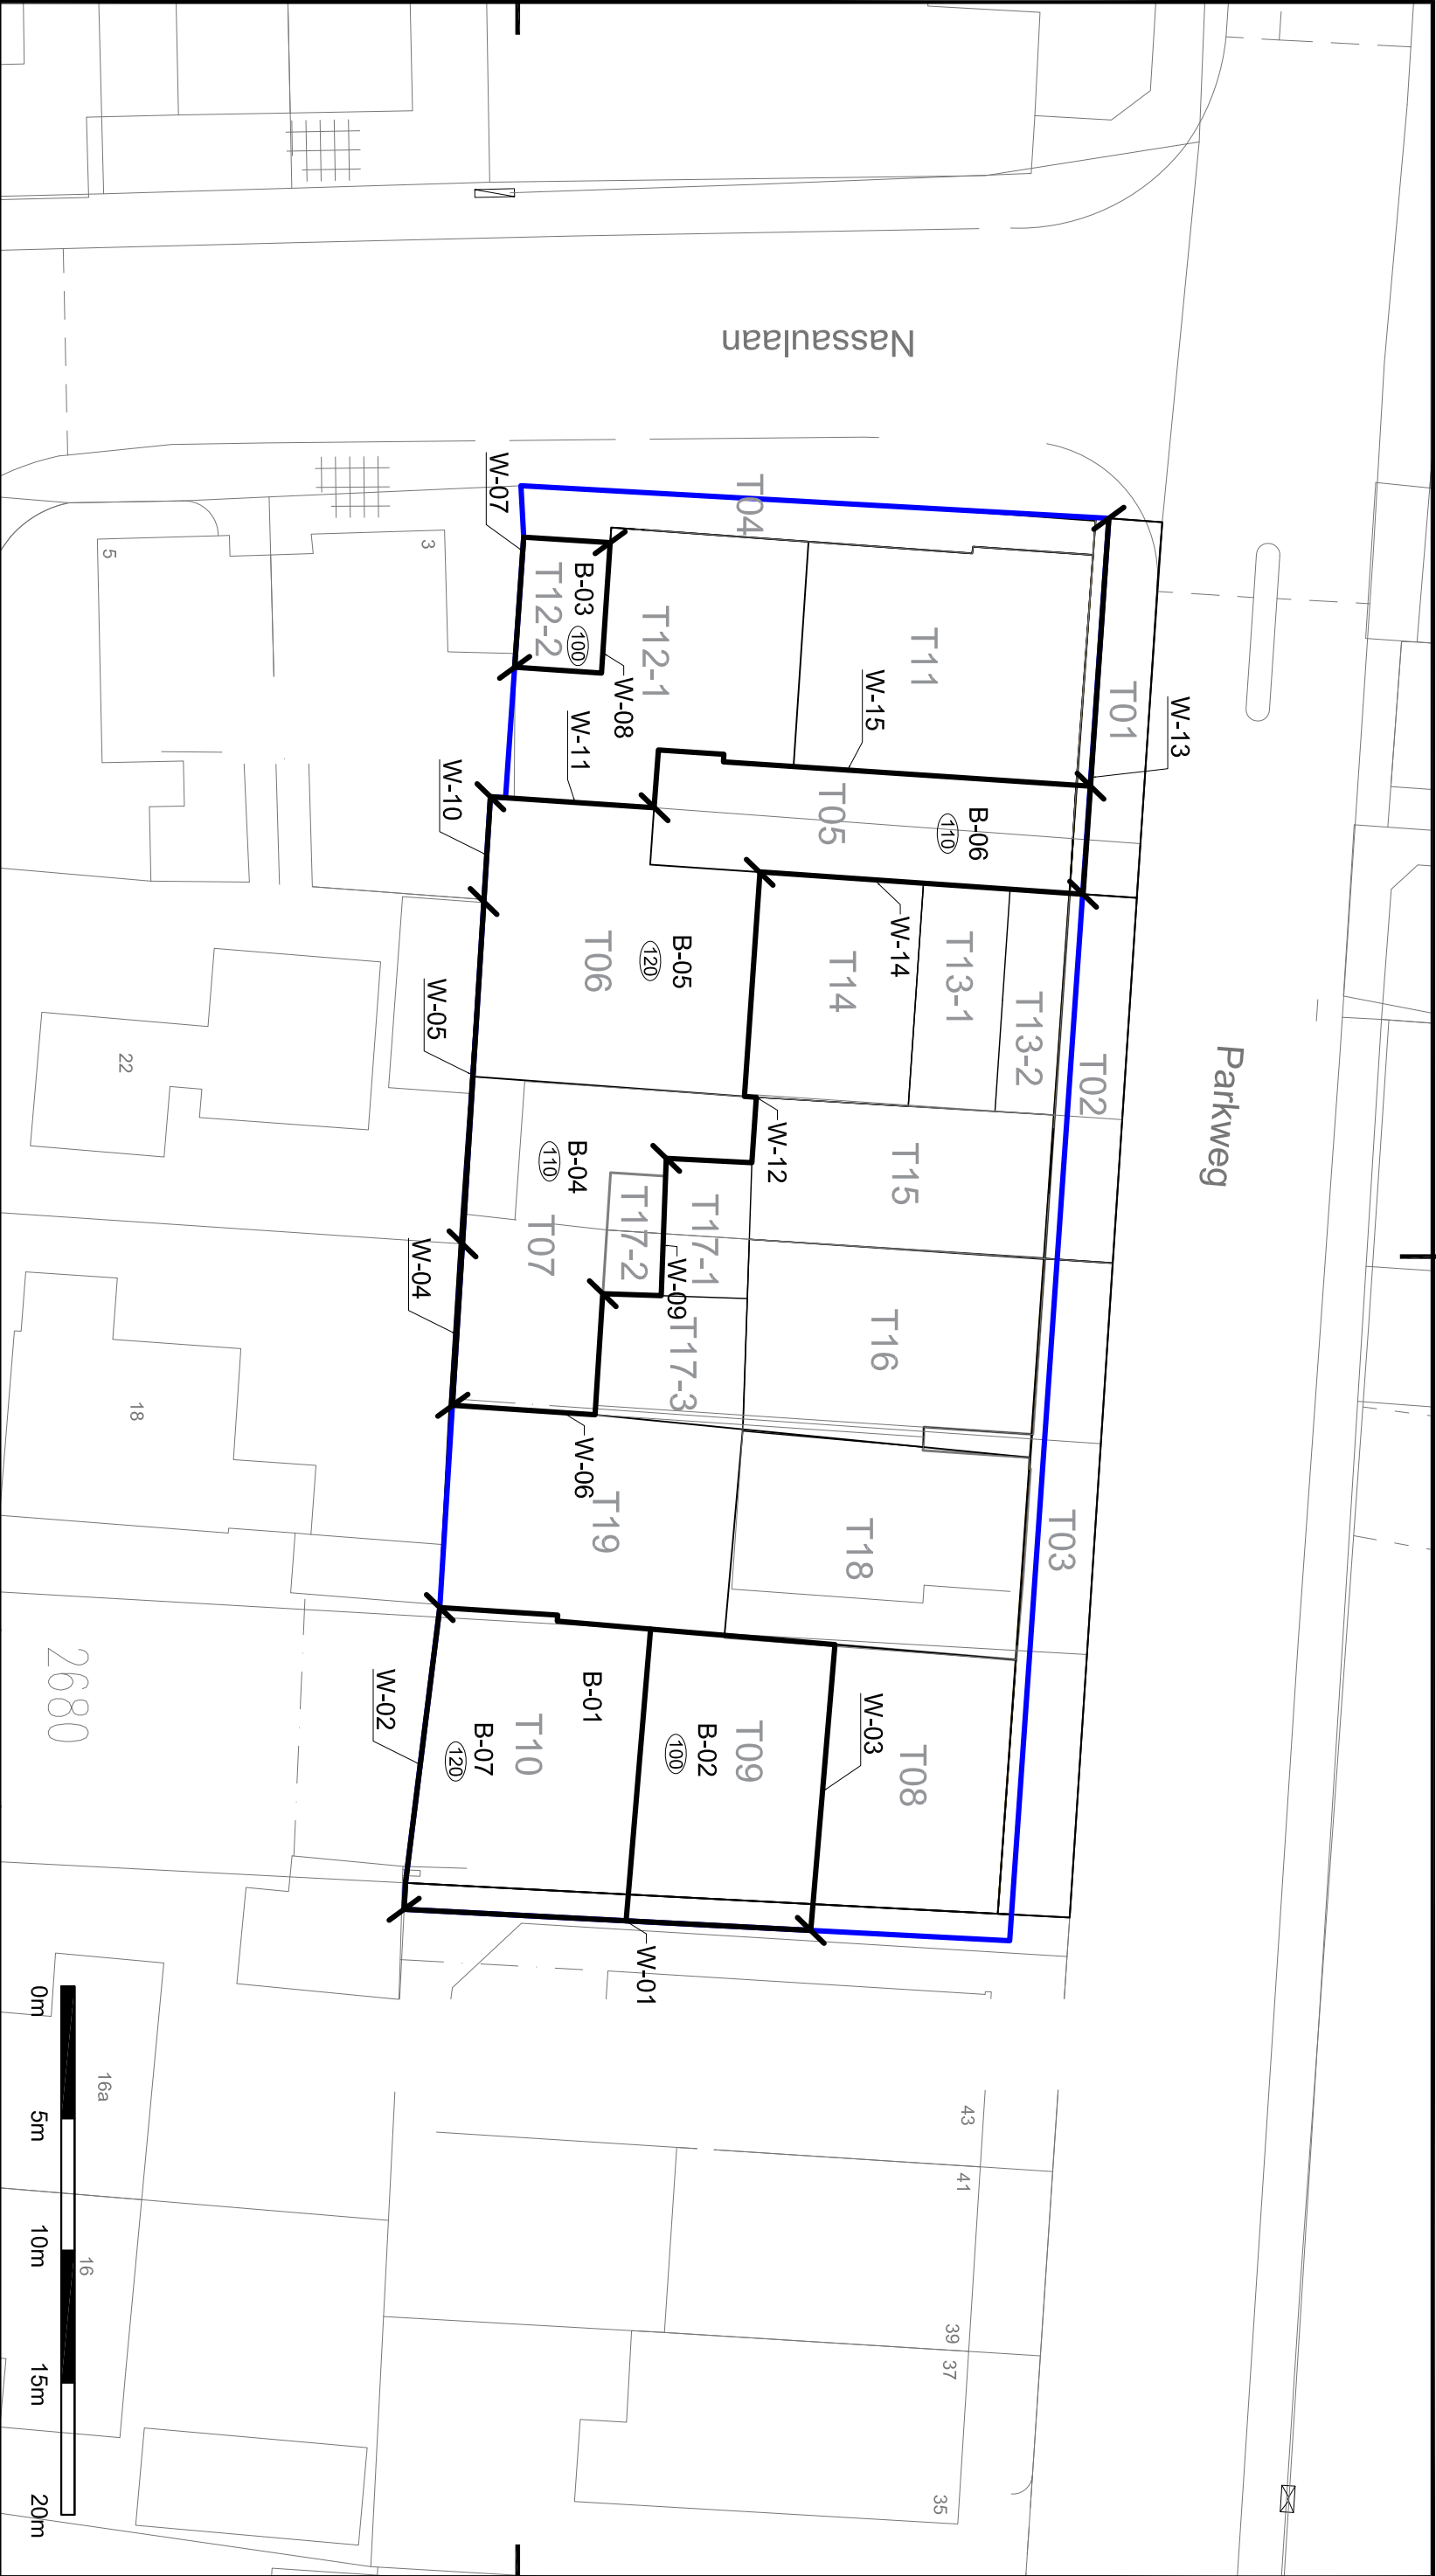 Nassaulaan
Parkweg
W-13
T01
T04
W-07
B-03
100
T12-2
T12-1
T11
W-08
W-15
W-11
W-10
T05
B-06
110
W-14
B-05
120
T06
T14
T13-1
T13-2
T02
W-05
W-12
B-04
110
T07
T17-2
T17-1
W-09
T17-3
T15
T16
W-04
W-06
T19
T18
T03
W-03
B-01
T10
B-07
120
T09
B-02
100
T08
W-02
W-01
5
3
22
18
2680
16a
16
43
41
39
37
35
0m
5m
10m
15m
20m